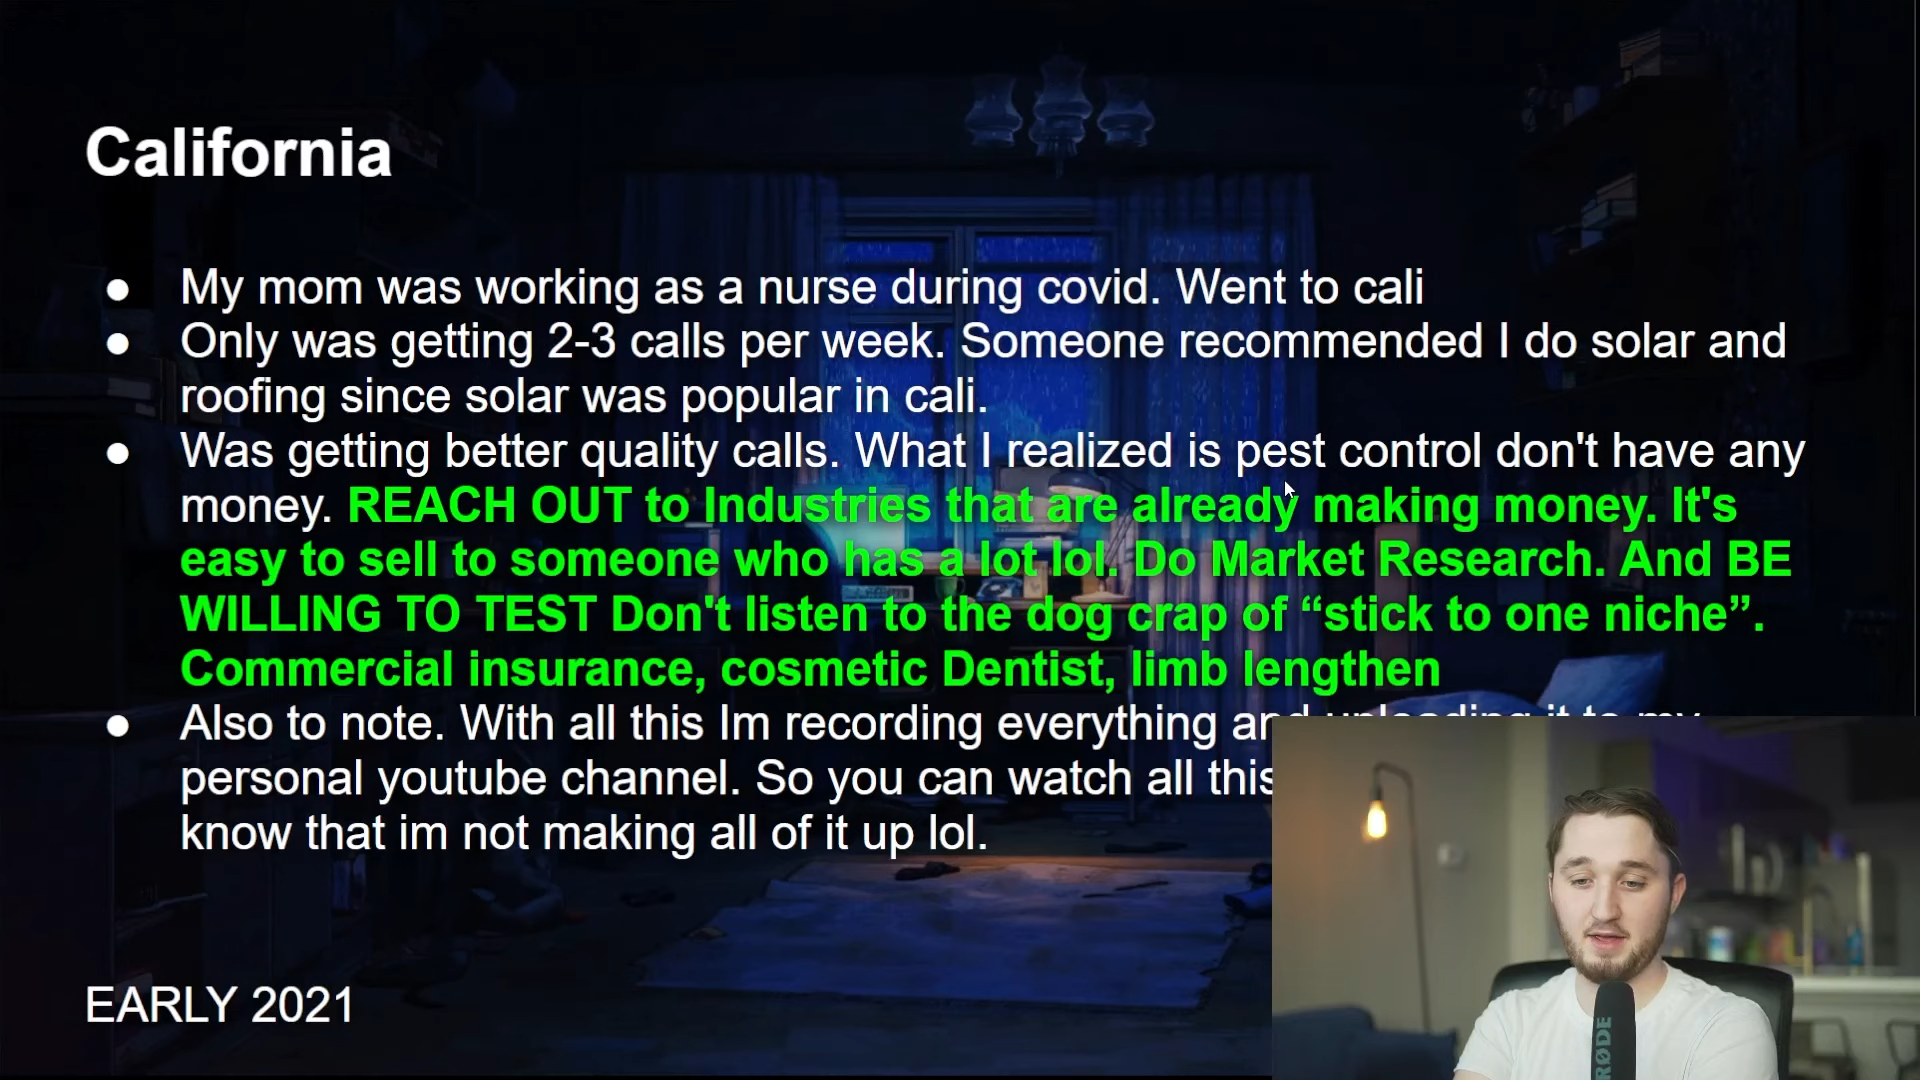 California
● My mom was working as a nurse during covid. Went to cali
● Only was getting 2-3 calls per week. Someone recommended I do solar and
roofing since solar was popular in cali.
● Was getting better quality calls. What I realized is pest control don't have any
money. REACH OUT to Industries that are already making money. It's
easy to sell to someone who has a lot lol. Do Market Research. And BE
WILLING TO TEST Don't listen to the dog crap of “stick to one niche”.
Commercial insurance, cosmetic Dentist, limb lengthen
● Also to note. With all this Im recording everything and uploading it to my
personal youtube channel. So you can watch all this
know that im not making all of it up lol.
EARLY 2021
RØDE